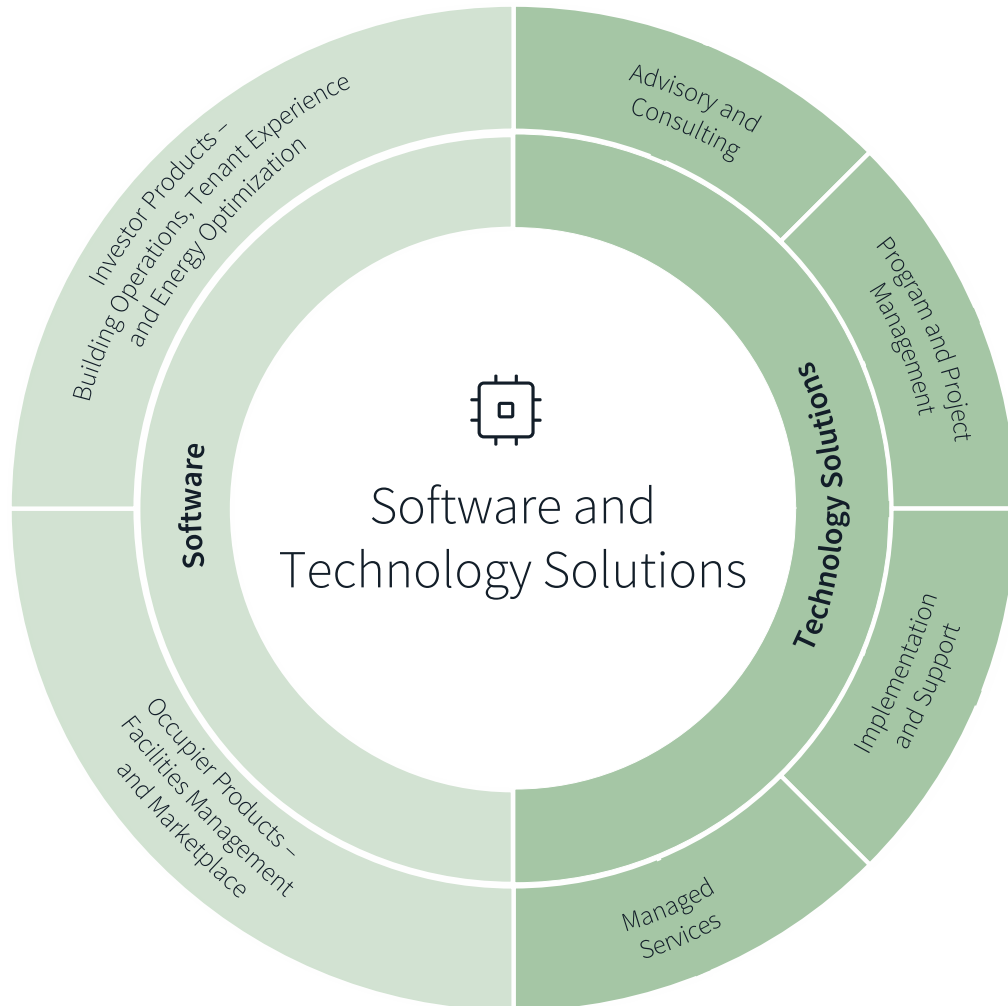 Software and
Technology Solutions
Software
Investor Products –
Building Operations, Tenant Experience
and Energy Optimization
Occupier Products –
Facilities Management
and Marketplace
Technology Solutions
Advisory and
Consulting
Program and Project
Management
Implementation
and Support
Managed
Services